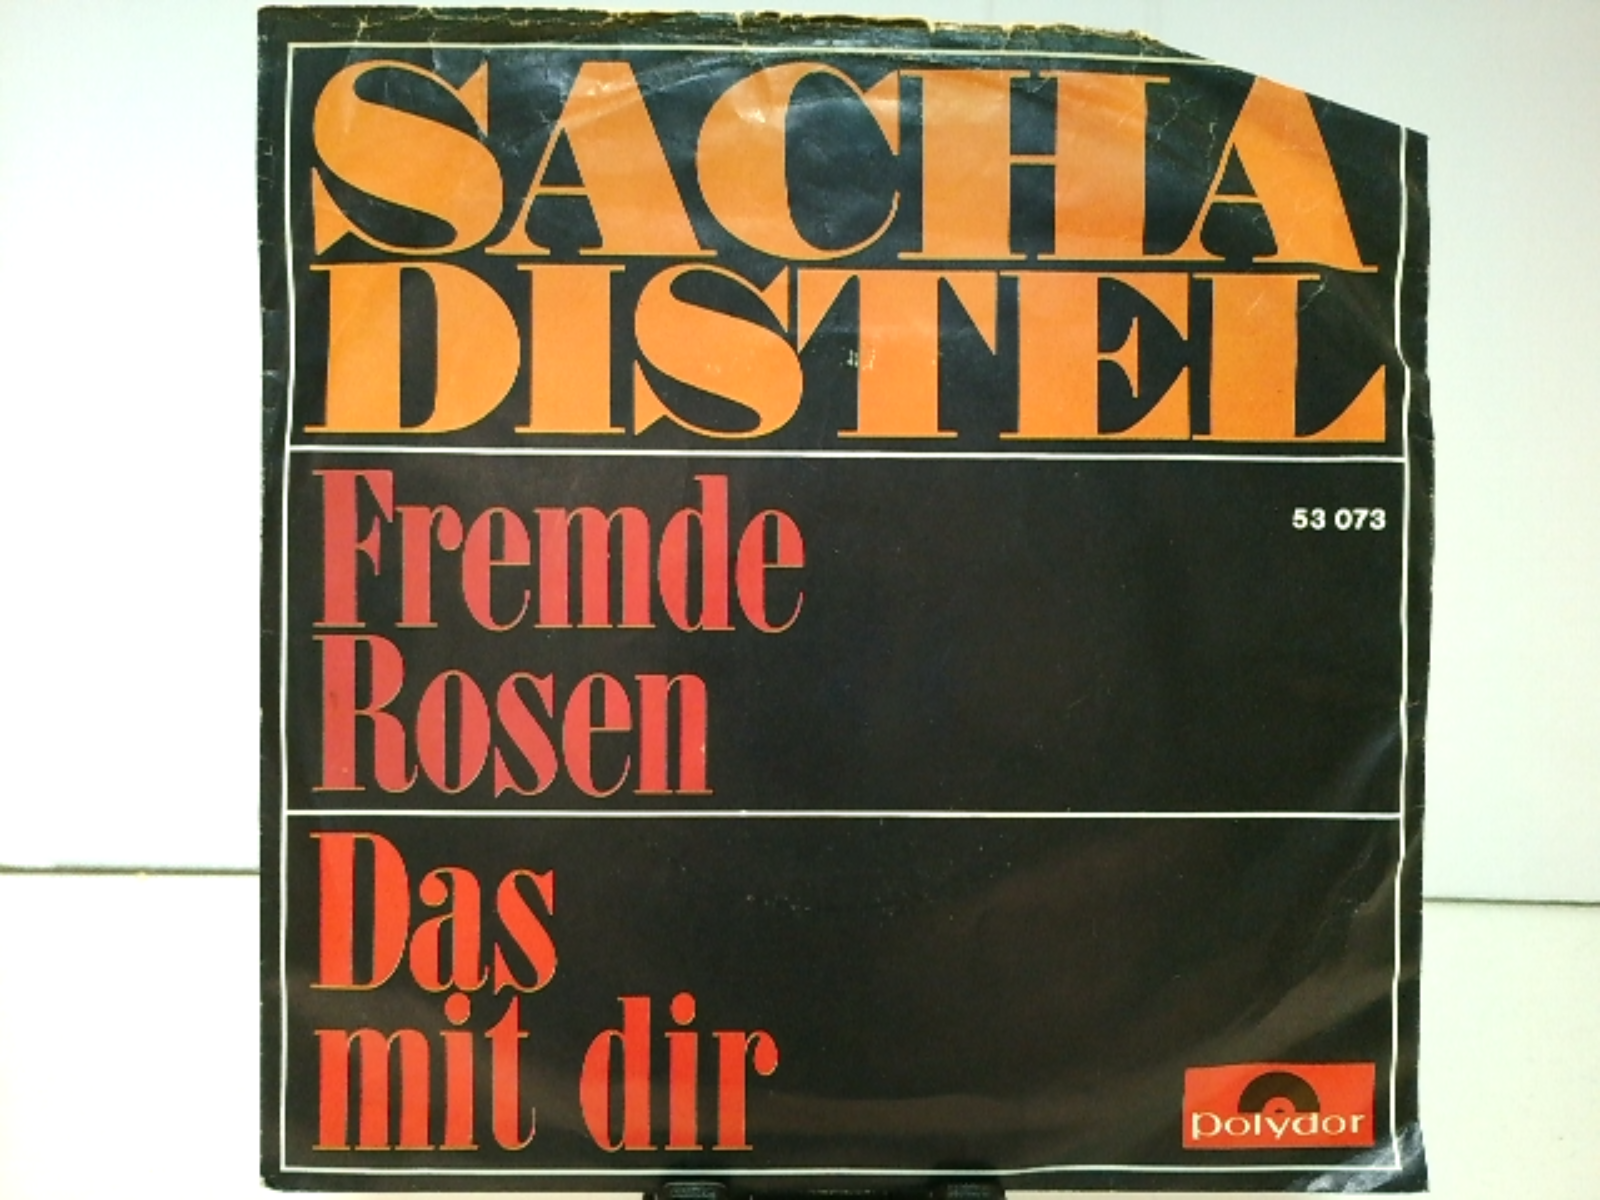 SACHA
DISTEL
Fremde
Rosen
53 073
Das
mit dir
polydor